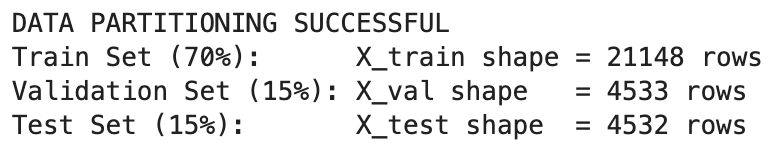 DATA PARTITIONING SUCCESSFUL
Train Set (70%):       X_train shape = 21148 rows
Validation Set (15%): X_val shape   = 4533 rows
Test Set (15%):       X_test shape  = 4532 rows